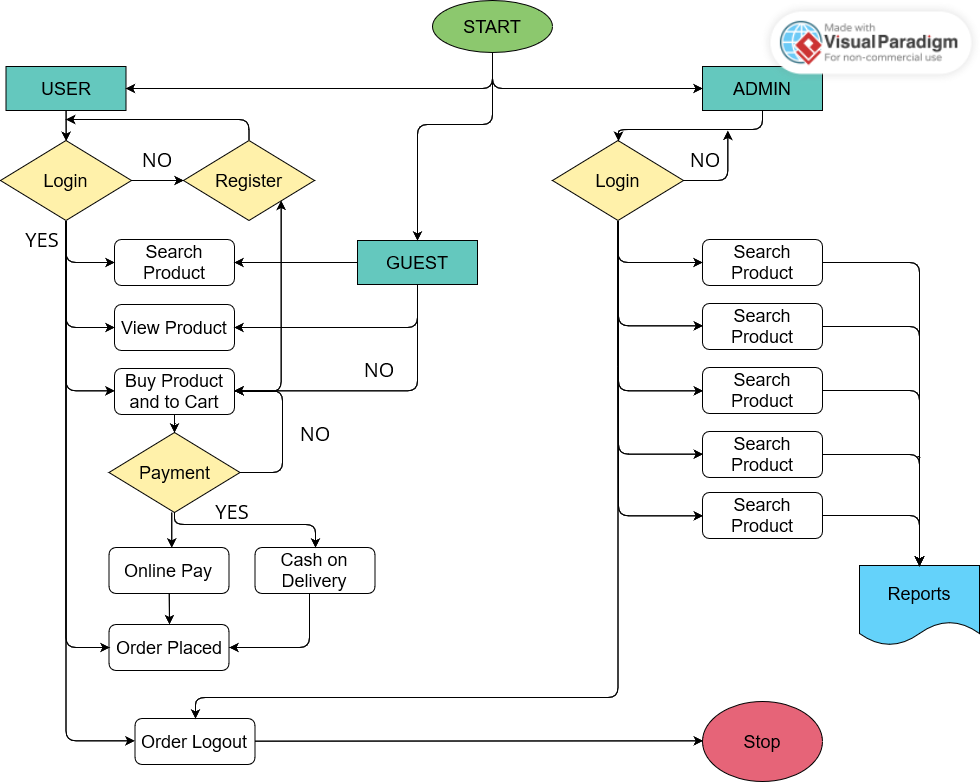 START
Made with
Visual Paradigm
For non-commercial use
USER
ADMIN
NO
NO
Login
Register
Login
YES
Search
Product
GUEST
Search
Product
View Product
Search
Product
NO
Buy Product
and to Cart
Search
Product
NO
Payment
Search
Product
YES
Search
Product
Online Pay
Cash on
Delivery
Reports
Order Placed
Order Logout
Stop